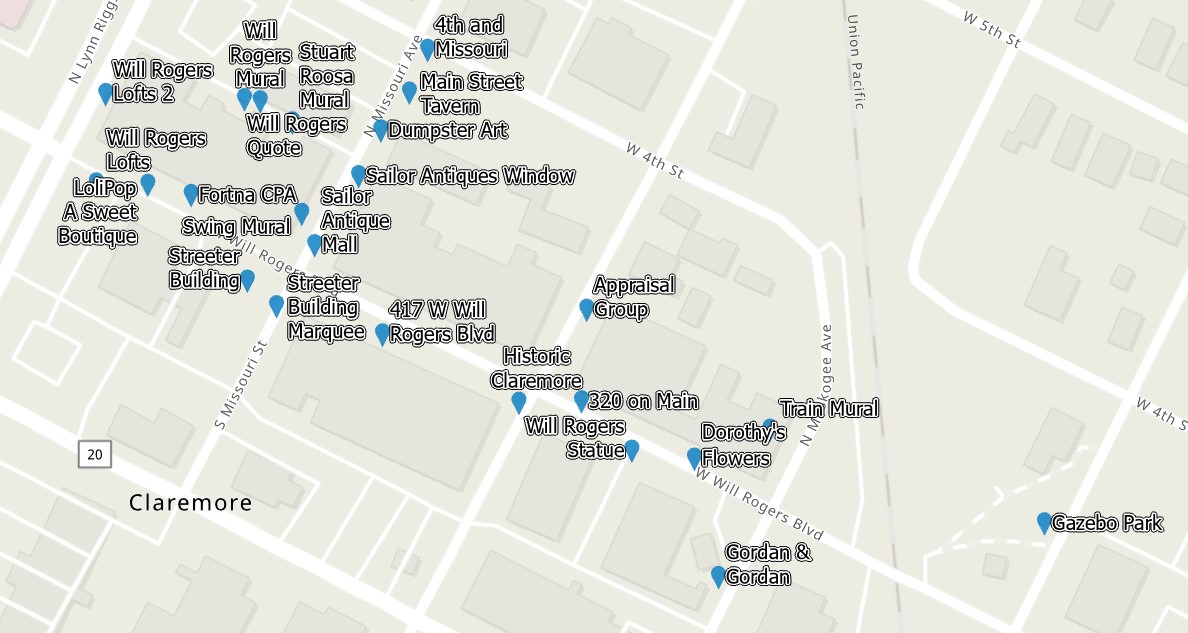 N Lynn Riggs
Will
Rogers
Mural
Stuart
Roosa
Mural
N Missouri Ave
4th and
Missouri
Union Pacific
W 5th St
Will Rogers
Lofts 2
Main Street
Tavern
Will Rogers
Quote
Dumpster Art
Will Rogers
Lofts
W 4th St
Sailor Antiques Window
LoliPop
A Sweet
Boutique
Fortna CPA
Swing Mural
Sailor
Antique
Mall
Will Rogers
Streeter
Building
Streeter
Building
Marquee
417 W Will
Rogers Blvd
Appraisal
Group
S Missouri St
Historic
Claremore
320 on Main
Will Rogers
Statue
Dorothy's
Flowers
Train Mural
N Muskogee Ave
W 4th S
20
Claremore
W Will Rogers Blvd
Gazebo Park
Gordan &
Gordan